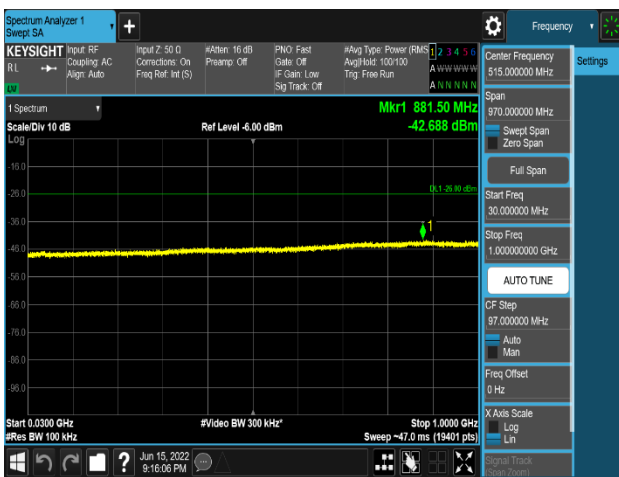 Spectrum Analyzer 1
Swept SA
+
Frequency
KEYSIGHT
RL
LW
Input: RF
Coupling: AC
Align: Auto
Input Z: 50 Ω
Corrections: On
Freq Ref: Int (S)
#Atten: 16 dB
Preamp: Off
PNO: Fast
Gate: Off
IF Gain: Low
Sig Track: Off
#Avg Type: Power (RMS
Avg|Hold: 100/100
Trig: Free Run
1 2 3 4 5 6
A W W W W W
A N N N N N
Center Frequency
515.000000 MHz
Settings
1 Spectrum
Scale/Div 10 dB
Log
Ref Level -6.00 dBm
Mkr1 881.50 MHz
-42.688 dBm
Span
970.000000 MHz
Swept Span
Zero Span
Full Span
Start Freq
30.000000 MHz
Stop Freq
1.000000000 GHz
AUTO TUNE
CF Step
97.000000 MHz
Auto
Man
Freq Offset
0 Hz
X Axis Scale
Log
Lin
Signal Track
(Span Zoom)
-16.0
-26.0
-36.0
-46.0
-56.0
-66.0
-76.0
-86.0
-96.0
DL1 -26.00 dBm
1
Start 0.0300 GHz
#Res BW 100 kHz
#Video BW 300 kHz*
Stop 1.0000 GHz
Sweep ~47.0 ms (19401 pts)
?
Jun 15, 2022
9:16:06 PM